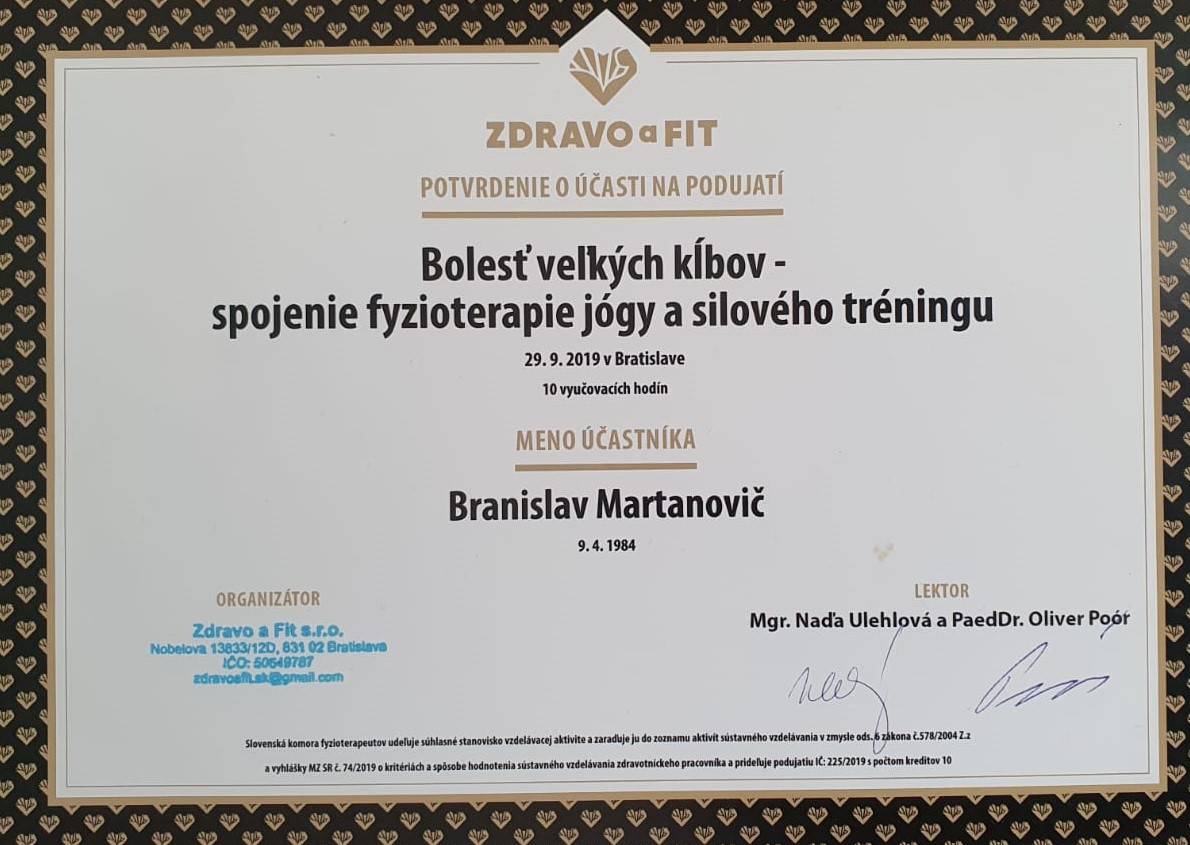 ZDRAVO a FIT
POTVRDENIE O ÚČASTI NA PODUJATÍ
Bolesť veľkých kĺbov -
spojenie fyzioterapie jógy a silového tréningu
29. 9. 2019 v Bratislave
10 vyučovacích hodín
MENO ÚČASTNÍKA
Branislav Martanovič
9. 4. 1984
ORGANIZÁTOR
Zdravo a Fit s.r.o.
Nobelova 13833/12D, 831 02 Bratislava
IČO: 50549787
zdravoafit.sk@gmail.com
LEKTOR
Mgr. Naďa Ulehlová a PaedDr. Oliver Poór
Slovenská komora fyzioterapeutov udeľuje súhlasné stanovisko vzdelávacej aktivite a zaraďuje ju do zoznamu aktivít sústavného vzdelávania v zmysle ods. 6 zákona č.578/2004 Z.z
a vyhlášky MZ SR č. 74/2019 o kritériách a spôsobe hodnotenia sústavného vzdelávania zdravotníckeho pracovníka a prideľuje podujatiu IČ: 225/2019 s počtom kreditov 10